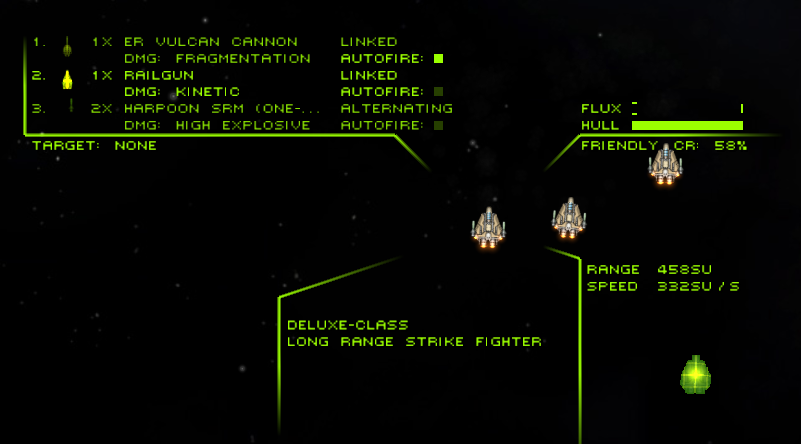 1. 1X ER VULCAN CANNON LINKED
DMG: FRAGMENTATION AUTOFIRE:
2. 1X RAILGUN LINKED
DMG: KINETIC AUTOFIRE:
3. 2X HARPOON SRM (ONE-... ALTERNATING
DMG: HIGH EXPLOSIVE AUTOFIRE:
TARGET: NONE
FLUX
HULL
FRIENDLY CR: 58%
RANGE 458SU
SPEED 332SU/S
DELUXE-CLASS
LONG RANGE STRIKE FIGHTER